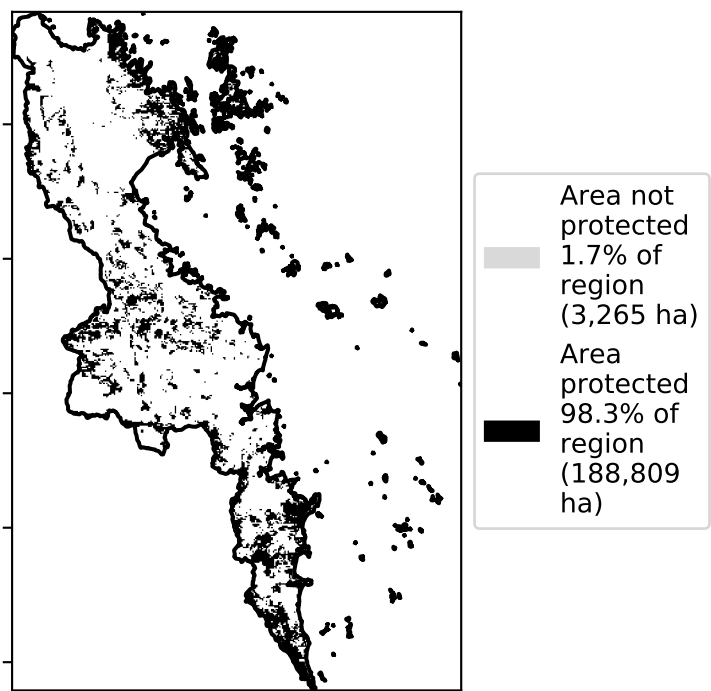 Area not
protected
1.7% of
region
(3,265 ha)
Area
protected
98.3% of
region
(188,809
ha)